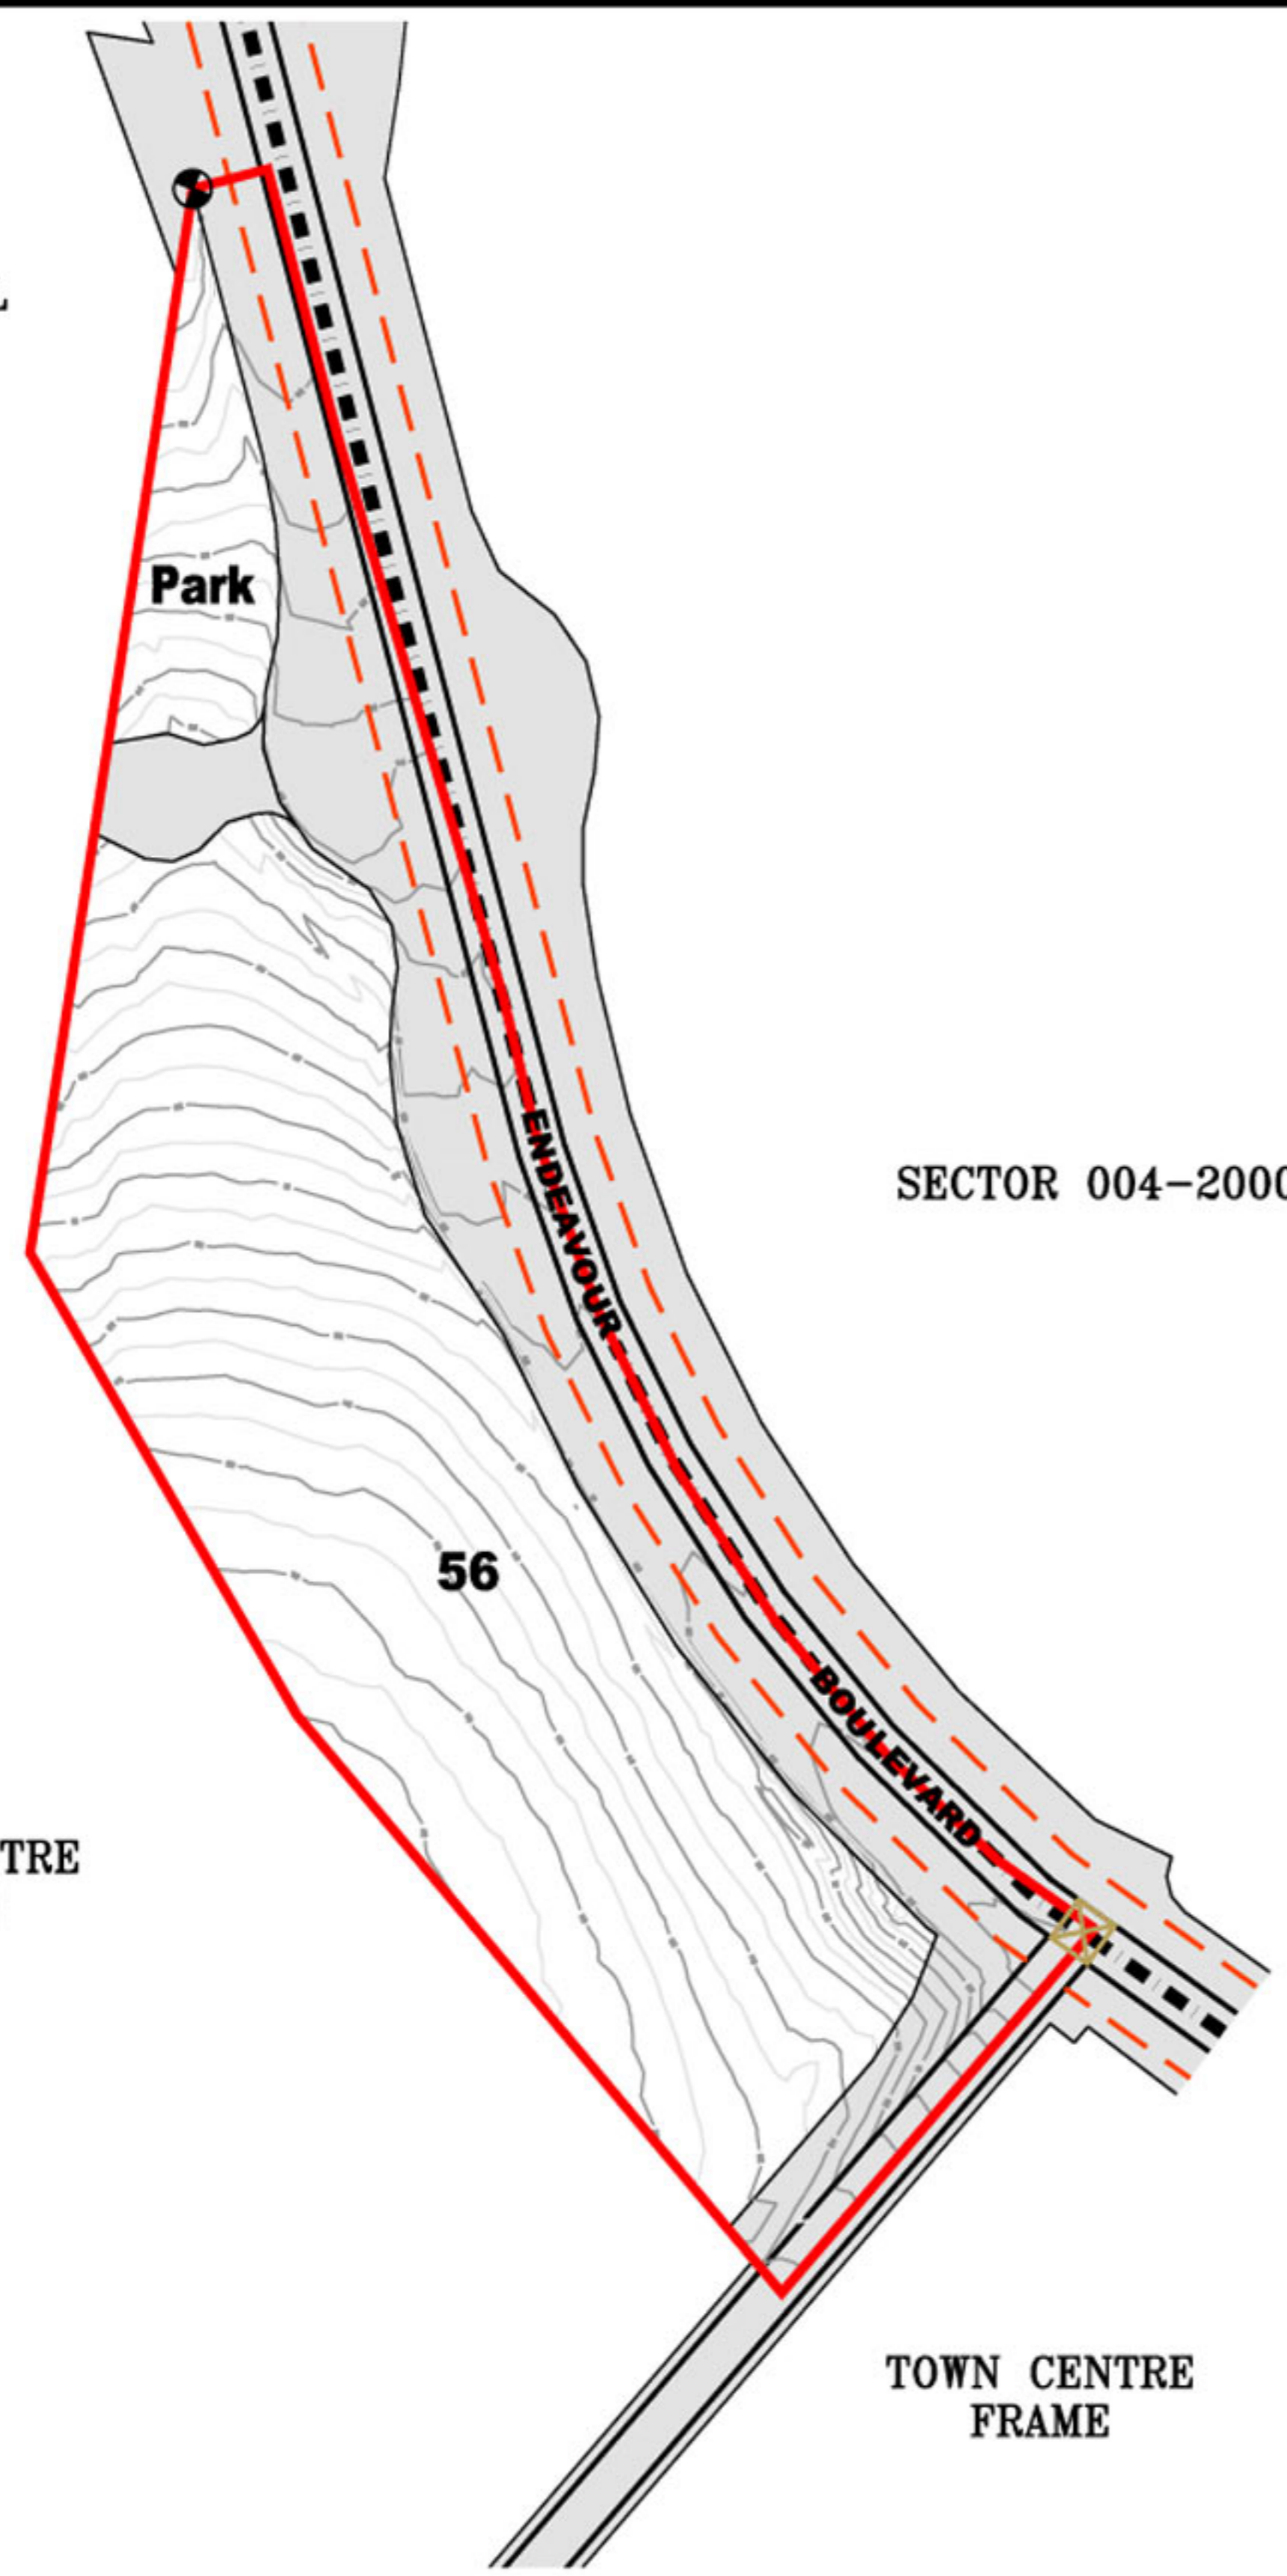 Park
ENDEAVOUR
SECTOR 004-200
56
BOULEVARD
TRE
TOWN CENTRE
FRAME